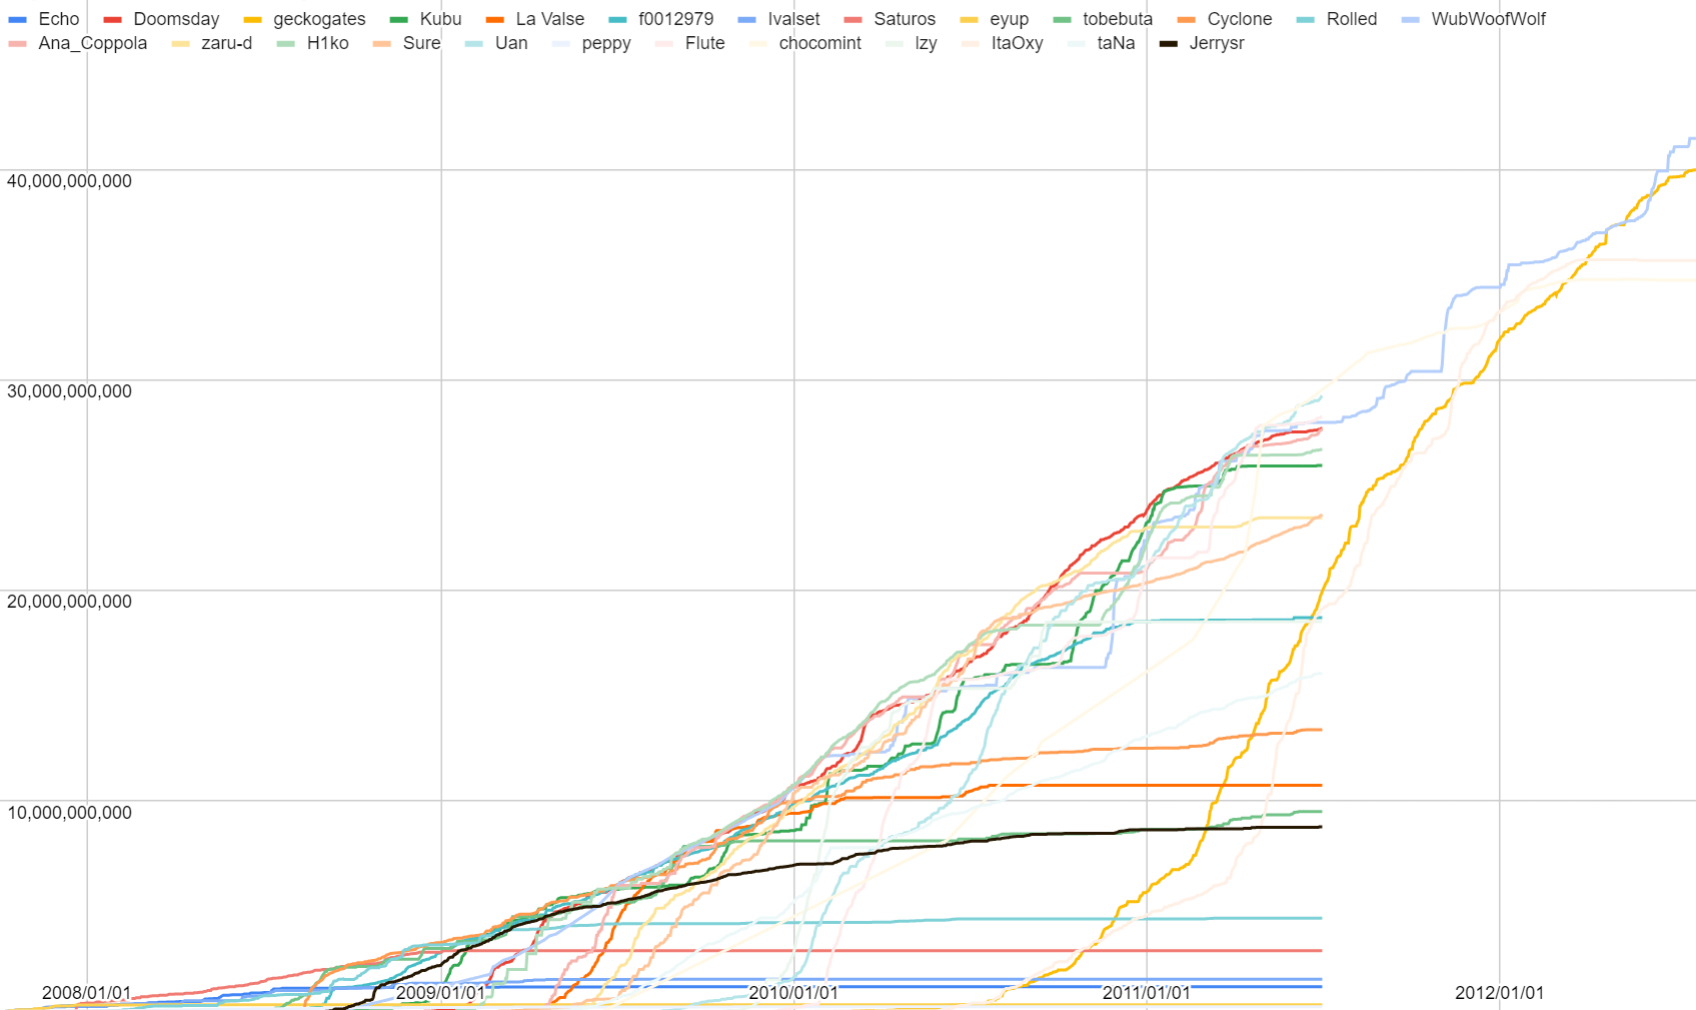 Echo Doomsday geckogates Kubu La Valse f0012979 Ivalset Saturos eyup tobebuta Cyclone Rolled WubWoofWolf
Ana_Coppola zaru-d H1ko Sure Uan peppy Flute chocomint Izy ItaOxy taNa Jerrysr
40,000,000,000
30,000,000,000
20,000,000,000
10,000,000,000
2008/01/01 2009/01/01 2010/01/01 2011/01/01 2012/01/01